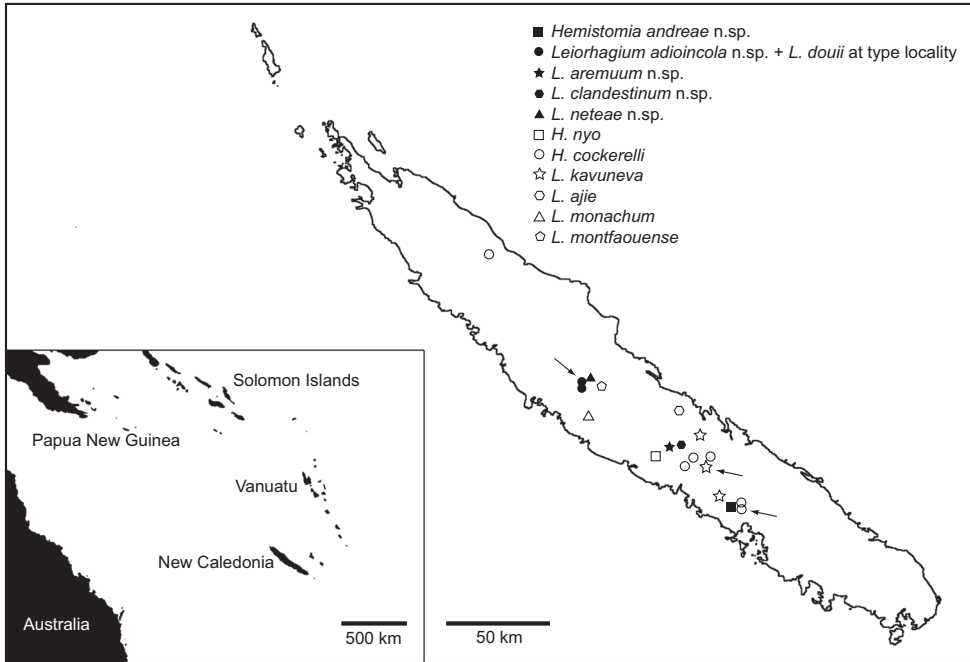 Hemistomia andreae n.sp.
Leiorhagium adioincola n.sp. + L. douii at type locality
L. aremuum n.sp.
L. clandestinum n.sp.
L. neteae n.sp.
H. nyo
H. cockerelli
L. kavuneva
L. ajie
L. monachum
L. montfaouense
Solomon Islands
Papua New Guinea
Vanuatu
New Caledonia
Australia
500 km
50 km